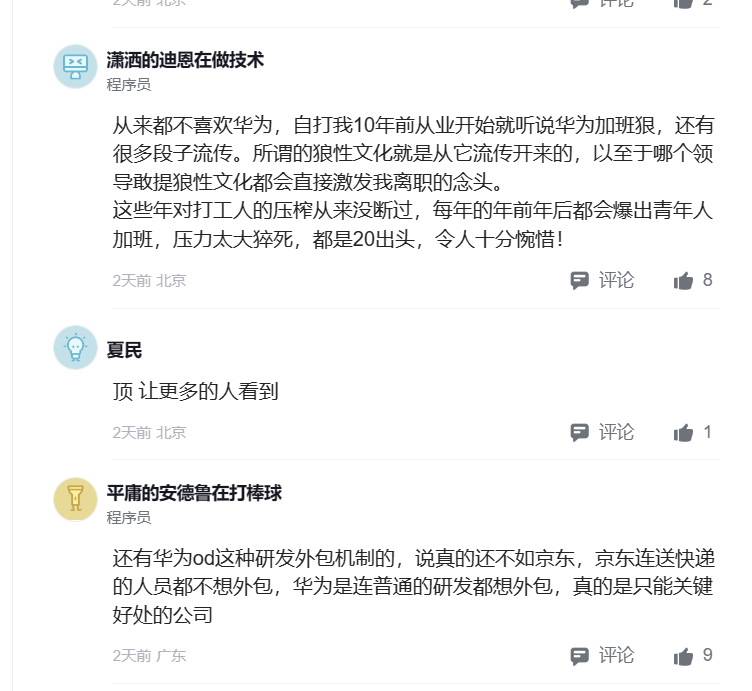 2天前 北京
评论
2
潇洒的迪恩在做技术
程序员
从来都不喜欢华为，自打我10年前从业开始就听说华为加班狠，还有
很多段子流传。所谓的狼性文化就是从它流传开来的，以至于哪个领
导敢提狼性文化都会直接激发我离职的念头。
这些年对打工人的压榨从来没断过，每年的年前年后都会爆出青年人
加班，压力太大猝死，都是20出头，令人十分惋惜！
2天前 北京
评论
8
夏民
顶 让更多的人看到
2天前 北京
评论
1
平庸的安德鲁在打棒球
程序员
还有华为od这种研发外包机制的，说真的还不如京东，京东连送快递
的人员都不想外包，华为是连普通的研发都想外包，真的是只能关键
好处的公司
2天前 广东
评论
9